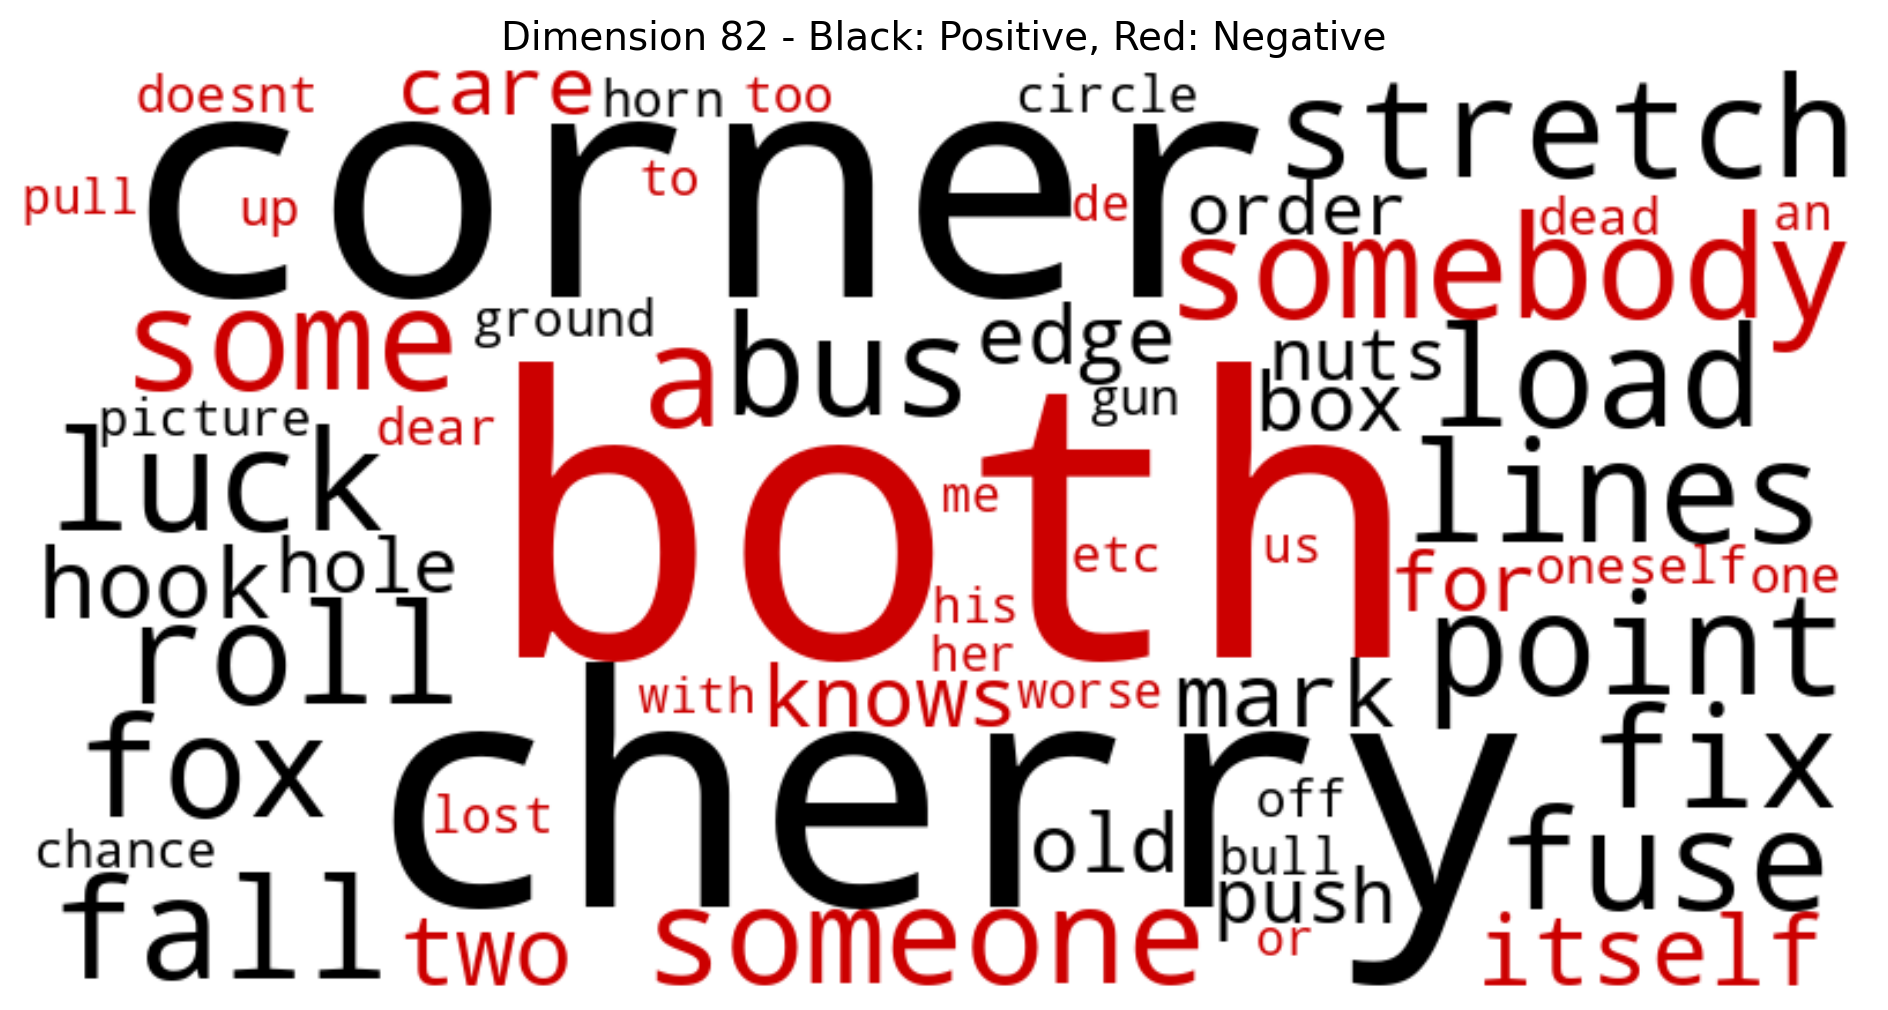 Dimension 82 - Black: Positive, Red: Negative
doesnt care horn too circle stretch
pull up corner to de order dead an
some ground a bus edge somebody
nuts load
picture dear both gun box
luck me lines
hook hole etc us for oneself one
roll his point
her
with knows worse mark
fox cherry fix
lost off
chance old bull fuse
fall two someone push or itself